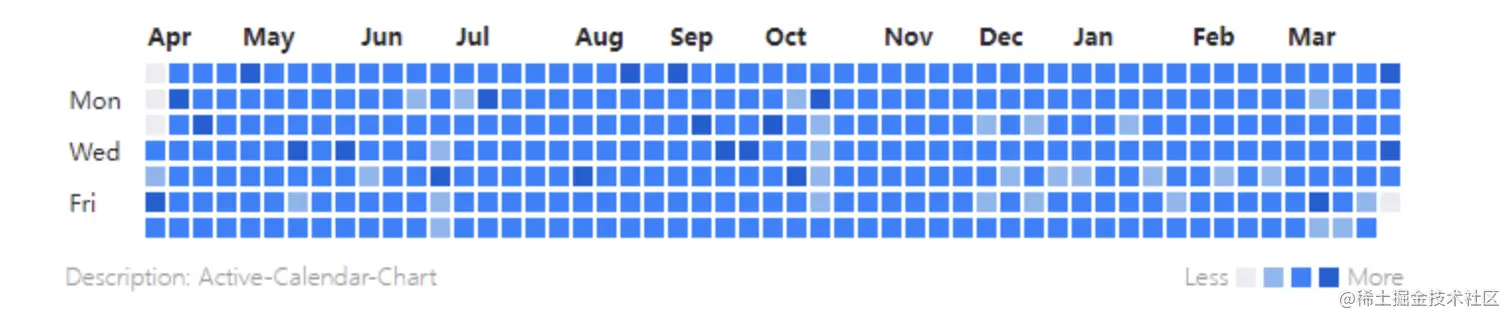 Apr May Jun Jul Aug Sep Oct Nov Dec Jan Feb Mar
Mon
Wed
Fri
Description: Active-Calendar-Chart
Less More
@稀土掘金技术社区